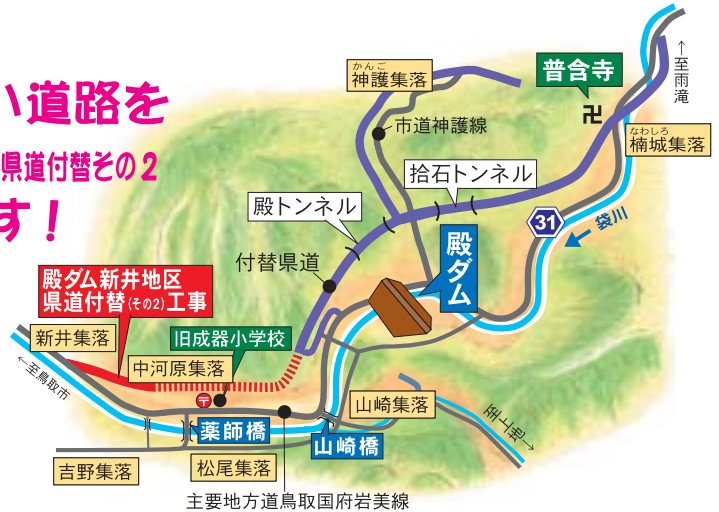 い道路を
県道付替その2
す！
かんご
神護集落
普含寺
卍
↑至雨滝
市道神護線
なわしろ
楠城集落
拾石トンネル
殿トンネル
31
袋川
殿ダム
付替県道
殿ダム新井地区
県道付替(その2)工事
新井集落
旧成器小学校
中河原集落
←至鳥取市
〒
山崎集落
至上地→
薬師橋
山崎橋
吉野集落
松尾集落
主要地方道鳥取国府岩美線